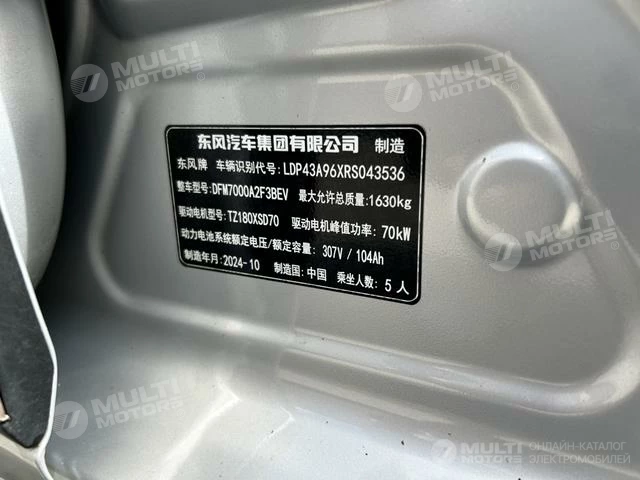 东风汽车集团有限公司 制造
东风牌 车辆识别代号:LDP43A96XRS043536
整车型号:DFM7000A2F3BEV 最大允许总质量:1630kg
驱动电机型号:TZ180XSD70 驱动电机峰值功率:70kW
动力电池系统额定电压/额定容量:307V/104Ah
制造年月:2024-10 制造国:中国 乘坐人数:5人
MULTI MOTORS
MULTI MOTORS
MULTI MOTORS
MULTI MOTORS
MULTI MOTORS
MULTI MOTORS
MULTI MOTORS
ОНЛАЙН-КАТАЛОГ
ЭЛЕКТРОМОБИЛЕЙ